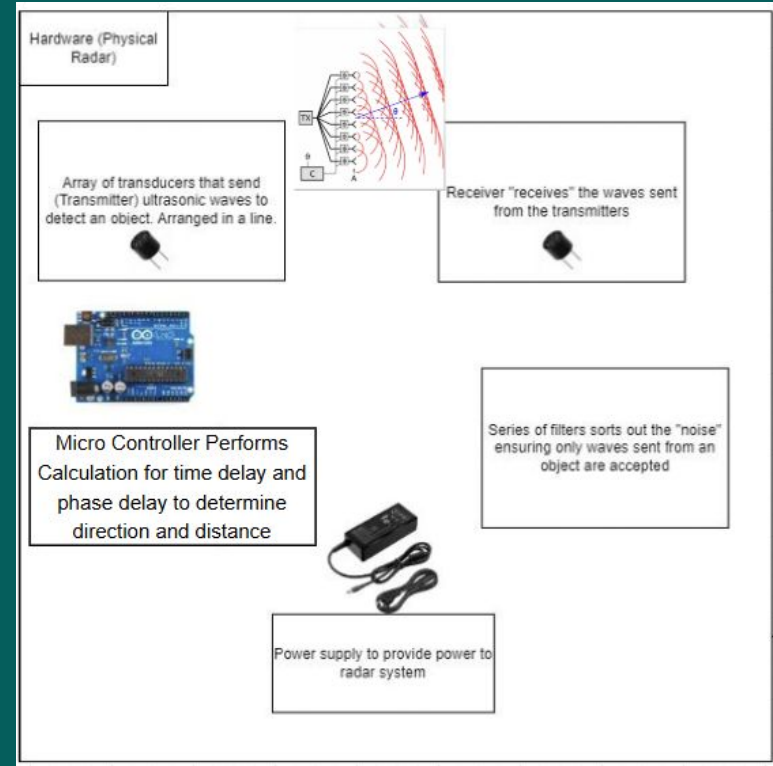 Hardware (Physical
Radar)
TX
θ
C
A
θ
Array of transducers that send
(Transmitter) ultrasonic waves to
detect an object. Arranged in a line.
Receiver "receives" the waves sent
from the transmitters
Micro Controller Performs
Calculation for time delay and
phase delay to determine
direction and distance
Series of filters sorts out the "noise"
ensuring only waves sent from an
object are accepted
Power supply to provide power to
radar system